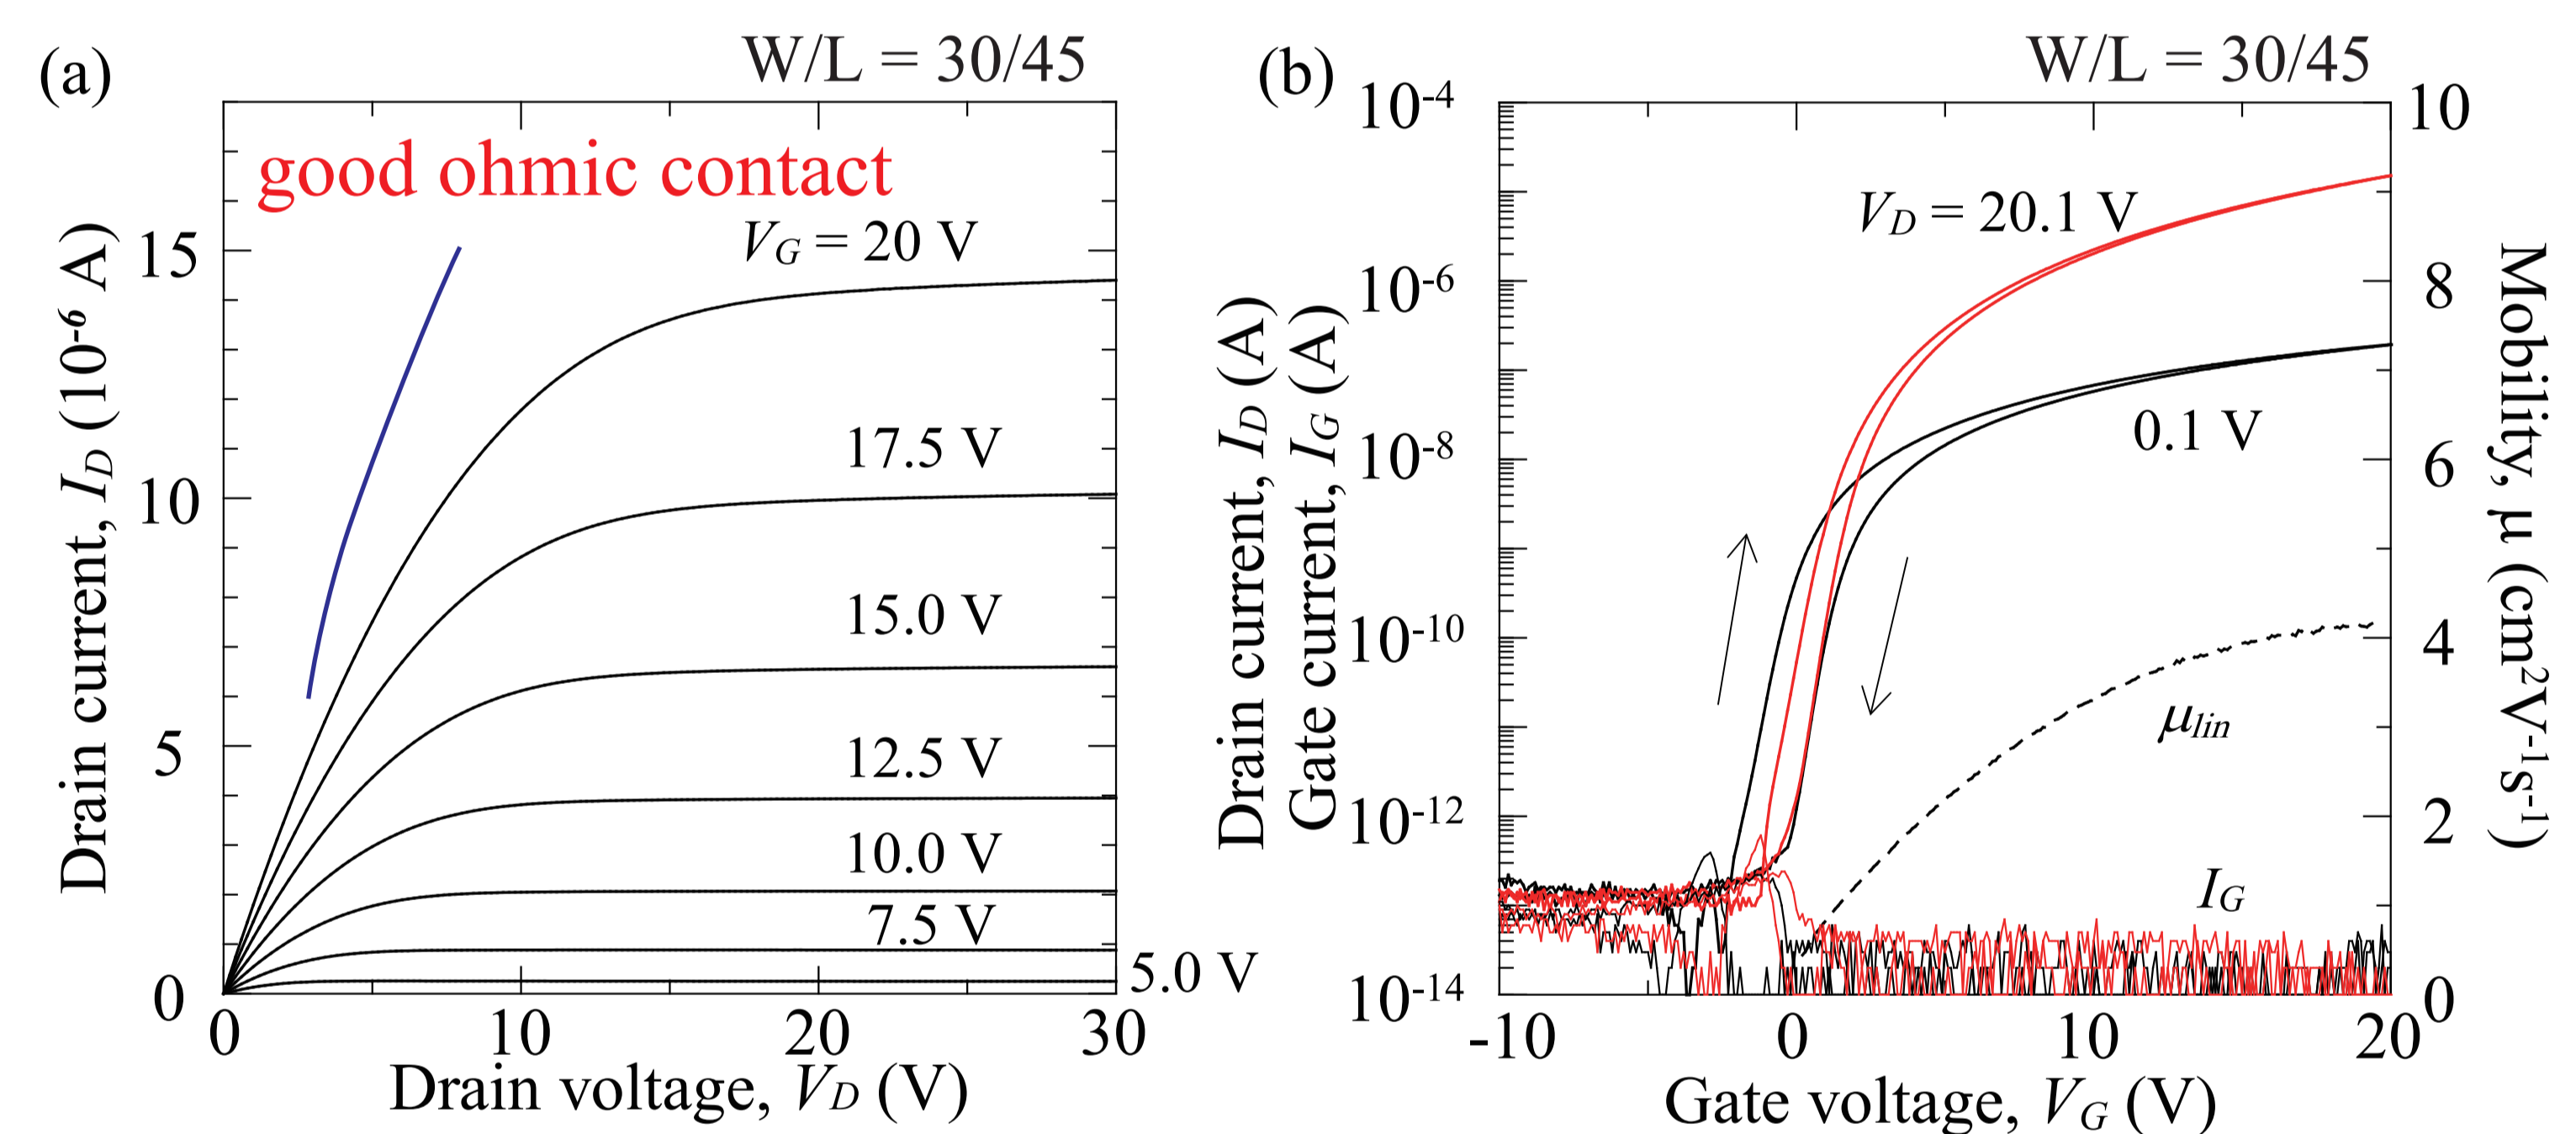 (a)
W/L = 30/45
good ohmic contact
V_G = 20 V
17.5 V
15.0 V
12.5 V
10.0 V
7.5 V
5.0 V
15
10
5
0
0 10 20 30
Drain current, I_D (10^-6 A)
Drain voltage, V_D (V)
(b)
W/L = 30/45
10^-4
10^-6
10^-8
10^-10
10^-12
10^-14
Drain current, I_D (A)
Gate current, I_G (A)
V_D = 20.1 V
0.1 V
μ_lin
I_G
10
8
6
4
2
0
Mobility, μ (cm^2V^-1s^-1)
-10 0 10 20
Gate voltage, V_G (V)